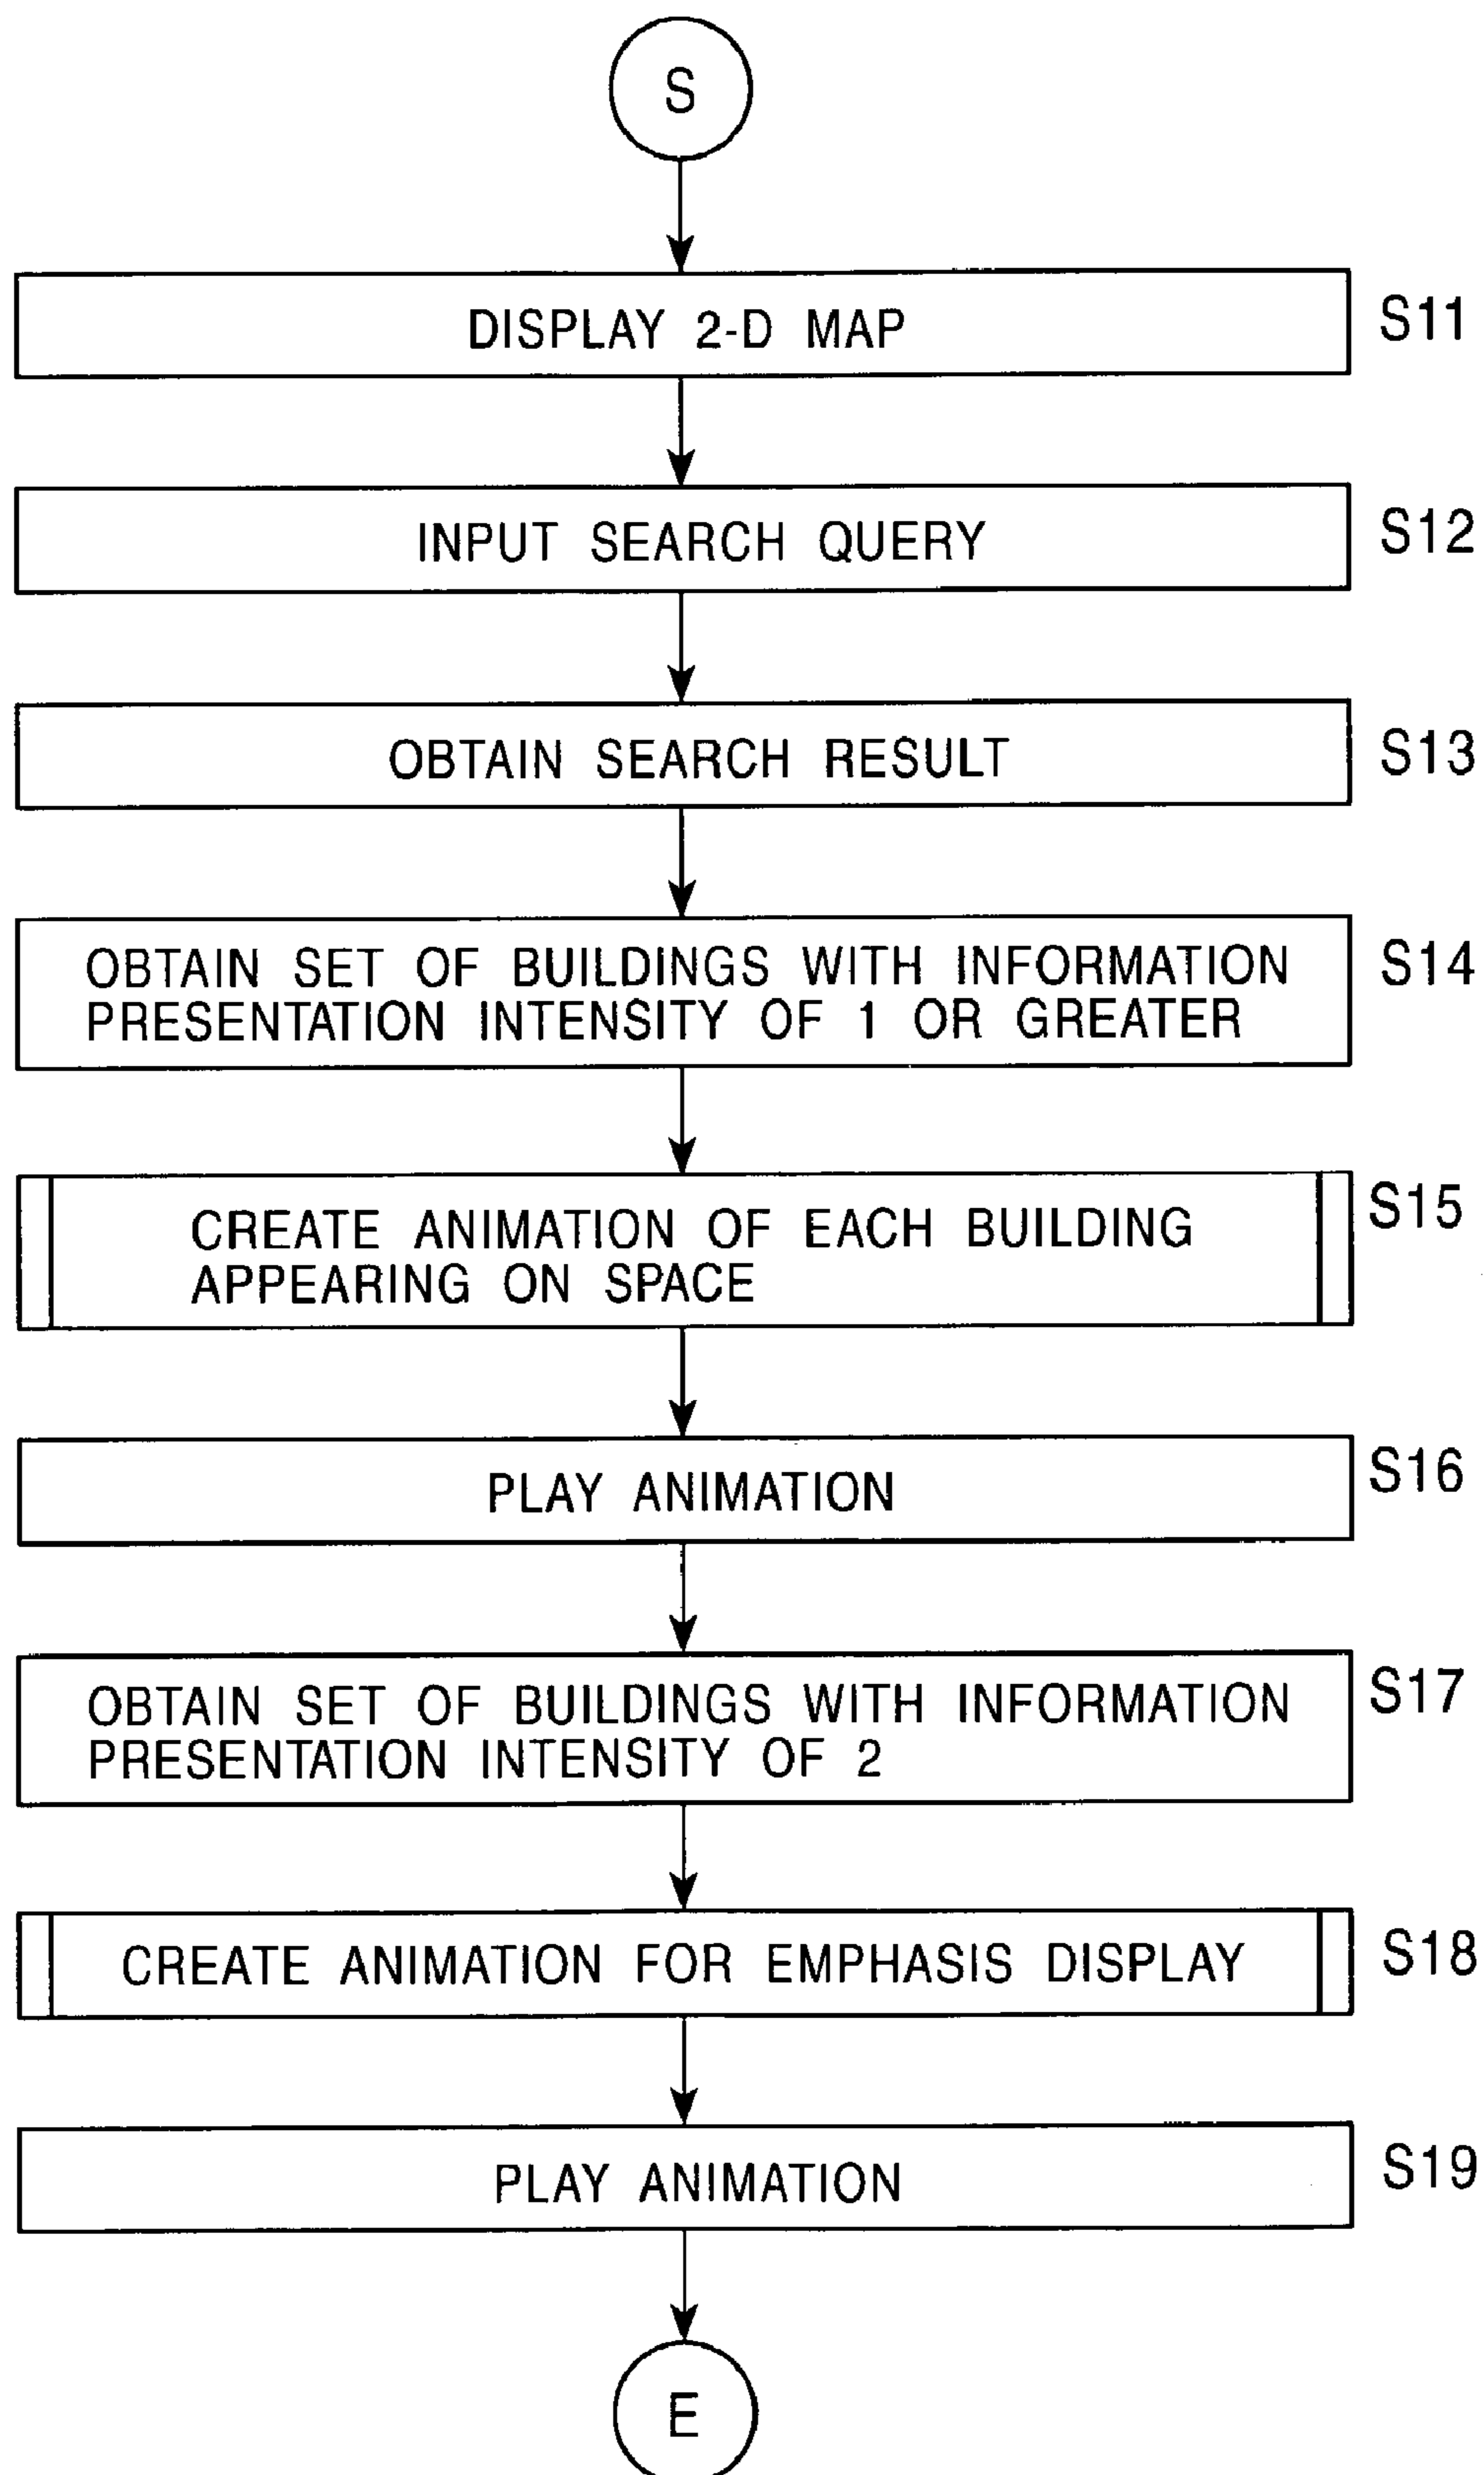 S
DISPLAY 2-D MAP
S11
INPUT SEARCH QUERY
S12
OBTAIN SEARCH RESULT
S13
OBTAIN SET OF BUILDINGS WITH INFORMATION
PRESENTATION INTENSITY OF 1 OR GREATER
S14
CREATE ANIMATION OF EACH BUILDING
APPEARING ON SPACE
S15
PLAY ANIMATION
S16
OBTAIN SET OF BUILDINGS WITH INFORMATION
PRESENTATION INTENSITY OF 2
S17
CREATE ANIMATION FOR EMPHASIS DISPLAY
S18
PLAY ANIMATION
S19
E